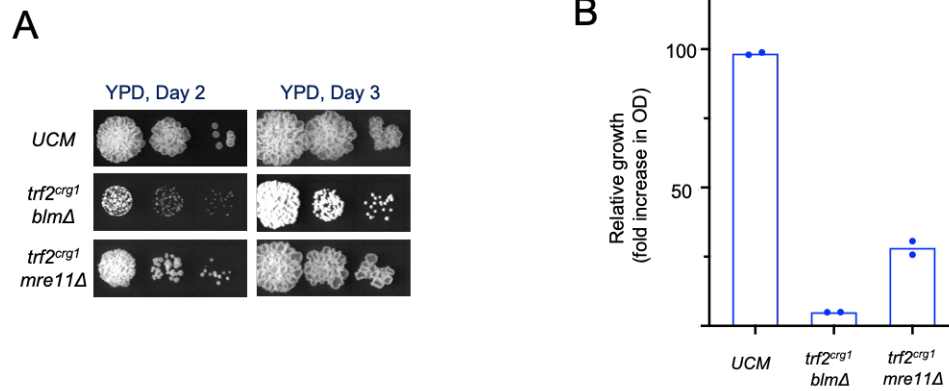 A
YPD, Day 2
YPD, Day 3
UCM
trf2crg1
blmΔ
trf2crg1
mre11Δ
B
Relative growth
(fold increase in OD)
100
50
UCM
trf2crg1
blmΔ
trf2crg1
mre11Δ